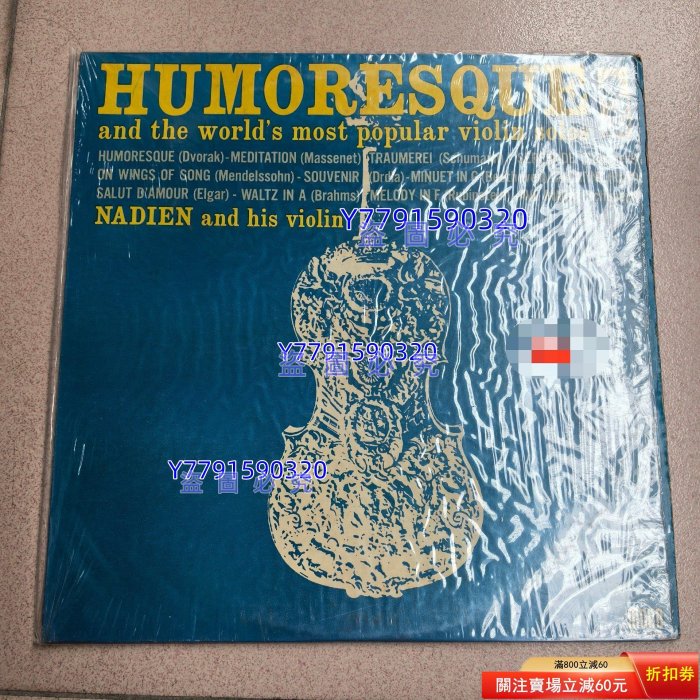 HUMORESQUE
and the world's most popular violin solos
HUMORESQUE (Dvorak) - MEDITATION (Massenet) TRAUMEREI
ON WINGS OF SONG (Mendelssohn) - SOUVENIR (Drdla) - MINUET IN G
SALUT D'AMOUR (Elgar) - WALTZ IN A (Brahms) MELODY IN F
NADIEN and his violin
Y7791590320
盜圖必究
Y7791590320
盜圖必究
Y7791590320
盜圖必究
滿800立減60
關注賣場立減60元
折扣券